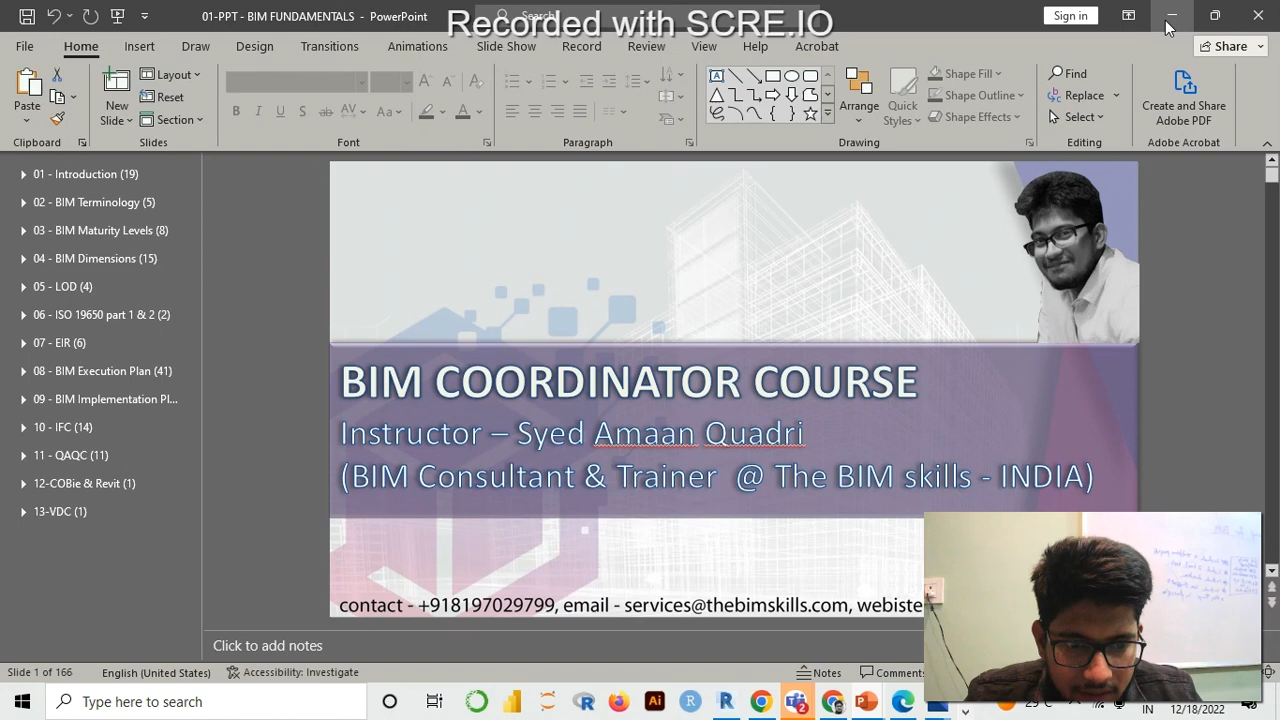 01-PPT - BIM FUNDAMENTALS - PowerPoint
Search
Recorded with SCRE.IO
Sign in
File Home Insert Draw Design Transitions Animations Slide Show Record Review View Help Acrobat
Share
Paste
Clipboard
New Slide
Layout
Reset
Section
Slides
B I U S ab AV Aa A
Font
Paragraph
Arrange
Quick Styles
Shape Fill
Shape Outline
Shape Effects
Drawing
Find
Replace
Select
Editing
Create and Share Adobe PDF
Adobe Acrobat
01 - Introduction (19)
02 - BIM Terminology (5)
03 - BIM Maturity Levels (8)
04 - BIM Dimensions (15)
05 - LOD (4)
06 - ISO 19650 part 1 & 2 (2)
07 - EIR (6)
08 - BIM Execution Plan (41)
09 - BIM Implementation Pl...
10 - IFC (14)
11 - QAQC (11)
12-COBie & Revit (1)
13-VDC (1)
BIM COORDINATOR COURSE
Instructor – Syed Amaan Quadri
(BIM Consultant & Trainer @ The BIM skills - INDIA)
contact - +918197029799, email - services@thebimskills.com, webiste
Click to add notes
Slide 1 of 166
English (United States)
Accessibility: Investigate
Notes
Comments
Type here to search
IN
12/18/2022